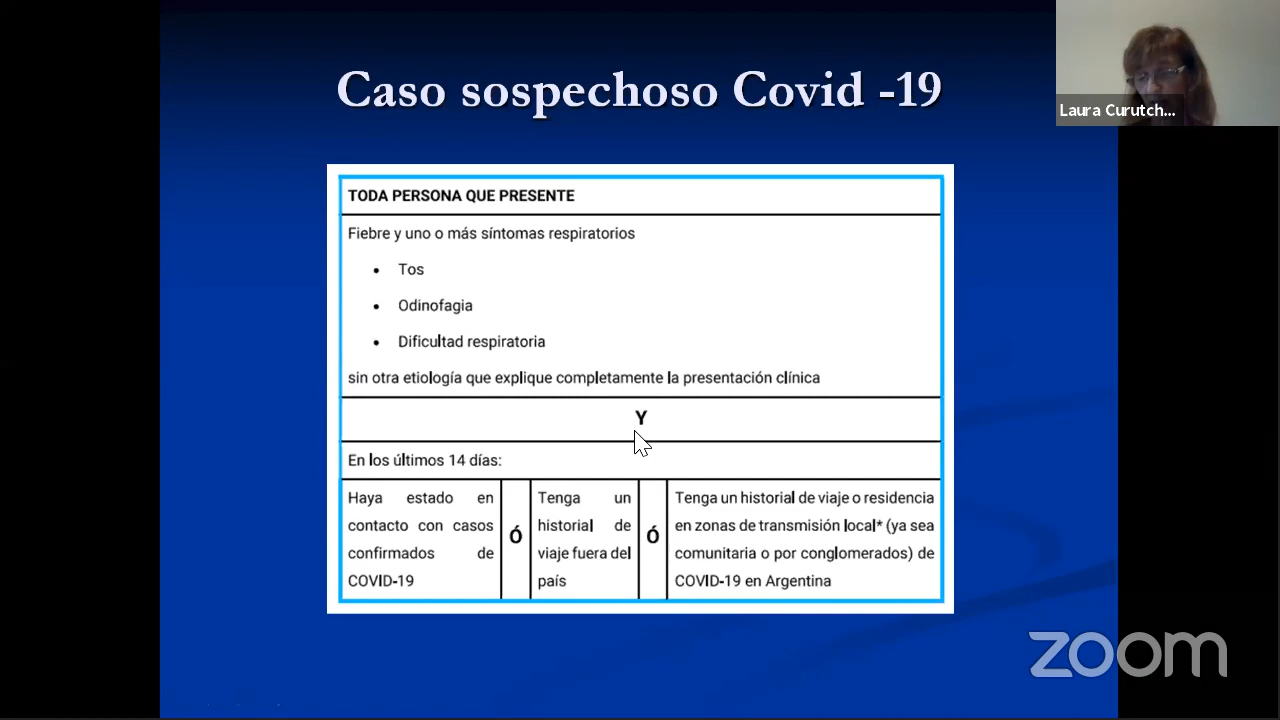 Caso sospechoso Covid -19
Laura Curutch...
TODA PERSONA QUE PRESENTE
Fiebre y uno o más síntomas respiratorios
• Tos
• Odinofagia
• Dificultad respiratoria
sin otra etiología que explique completamente la presentación clínica
Y
En los últimos 14 días:
Haya estado en
contacto con casos
confirmados de
COVID-19
Ó
Tenga un
historial de
viaje fuera del
país
Ó
Tenga un historial de viaje o residencia
en zonas de transmisión local* (ya sea
comunitaria o por conglomerados) de
COVID-19 en Argentina
zoom